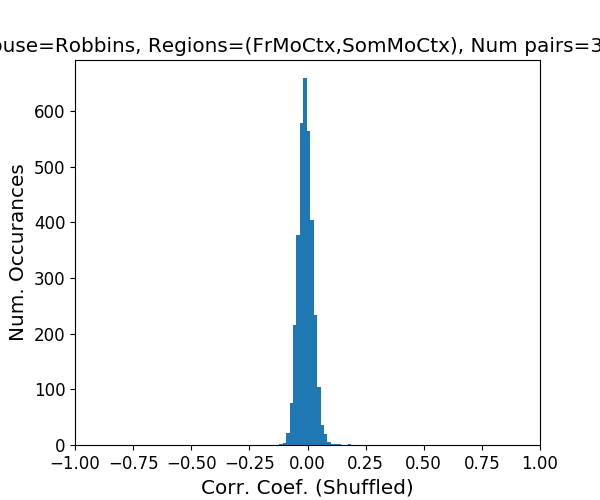 ouse=Robbins, Regions=(FrMoCtx,SomMoCtx), Num pairs=3
600
500
400
300
200
100
0
Num. Occurances
−1.00 −0.75 −0.50 −0.25 0.00 0.25 0.50 0.75 1.00
Corr. Coef. (Shuffled)